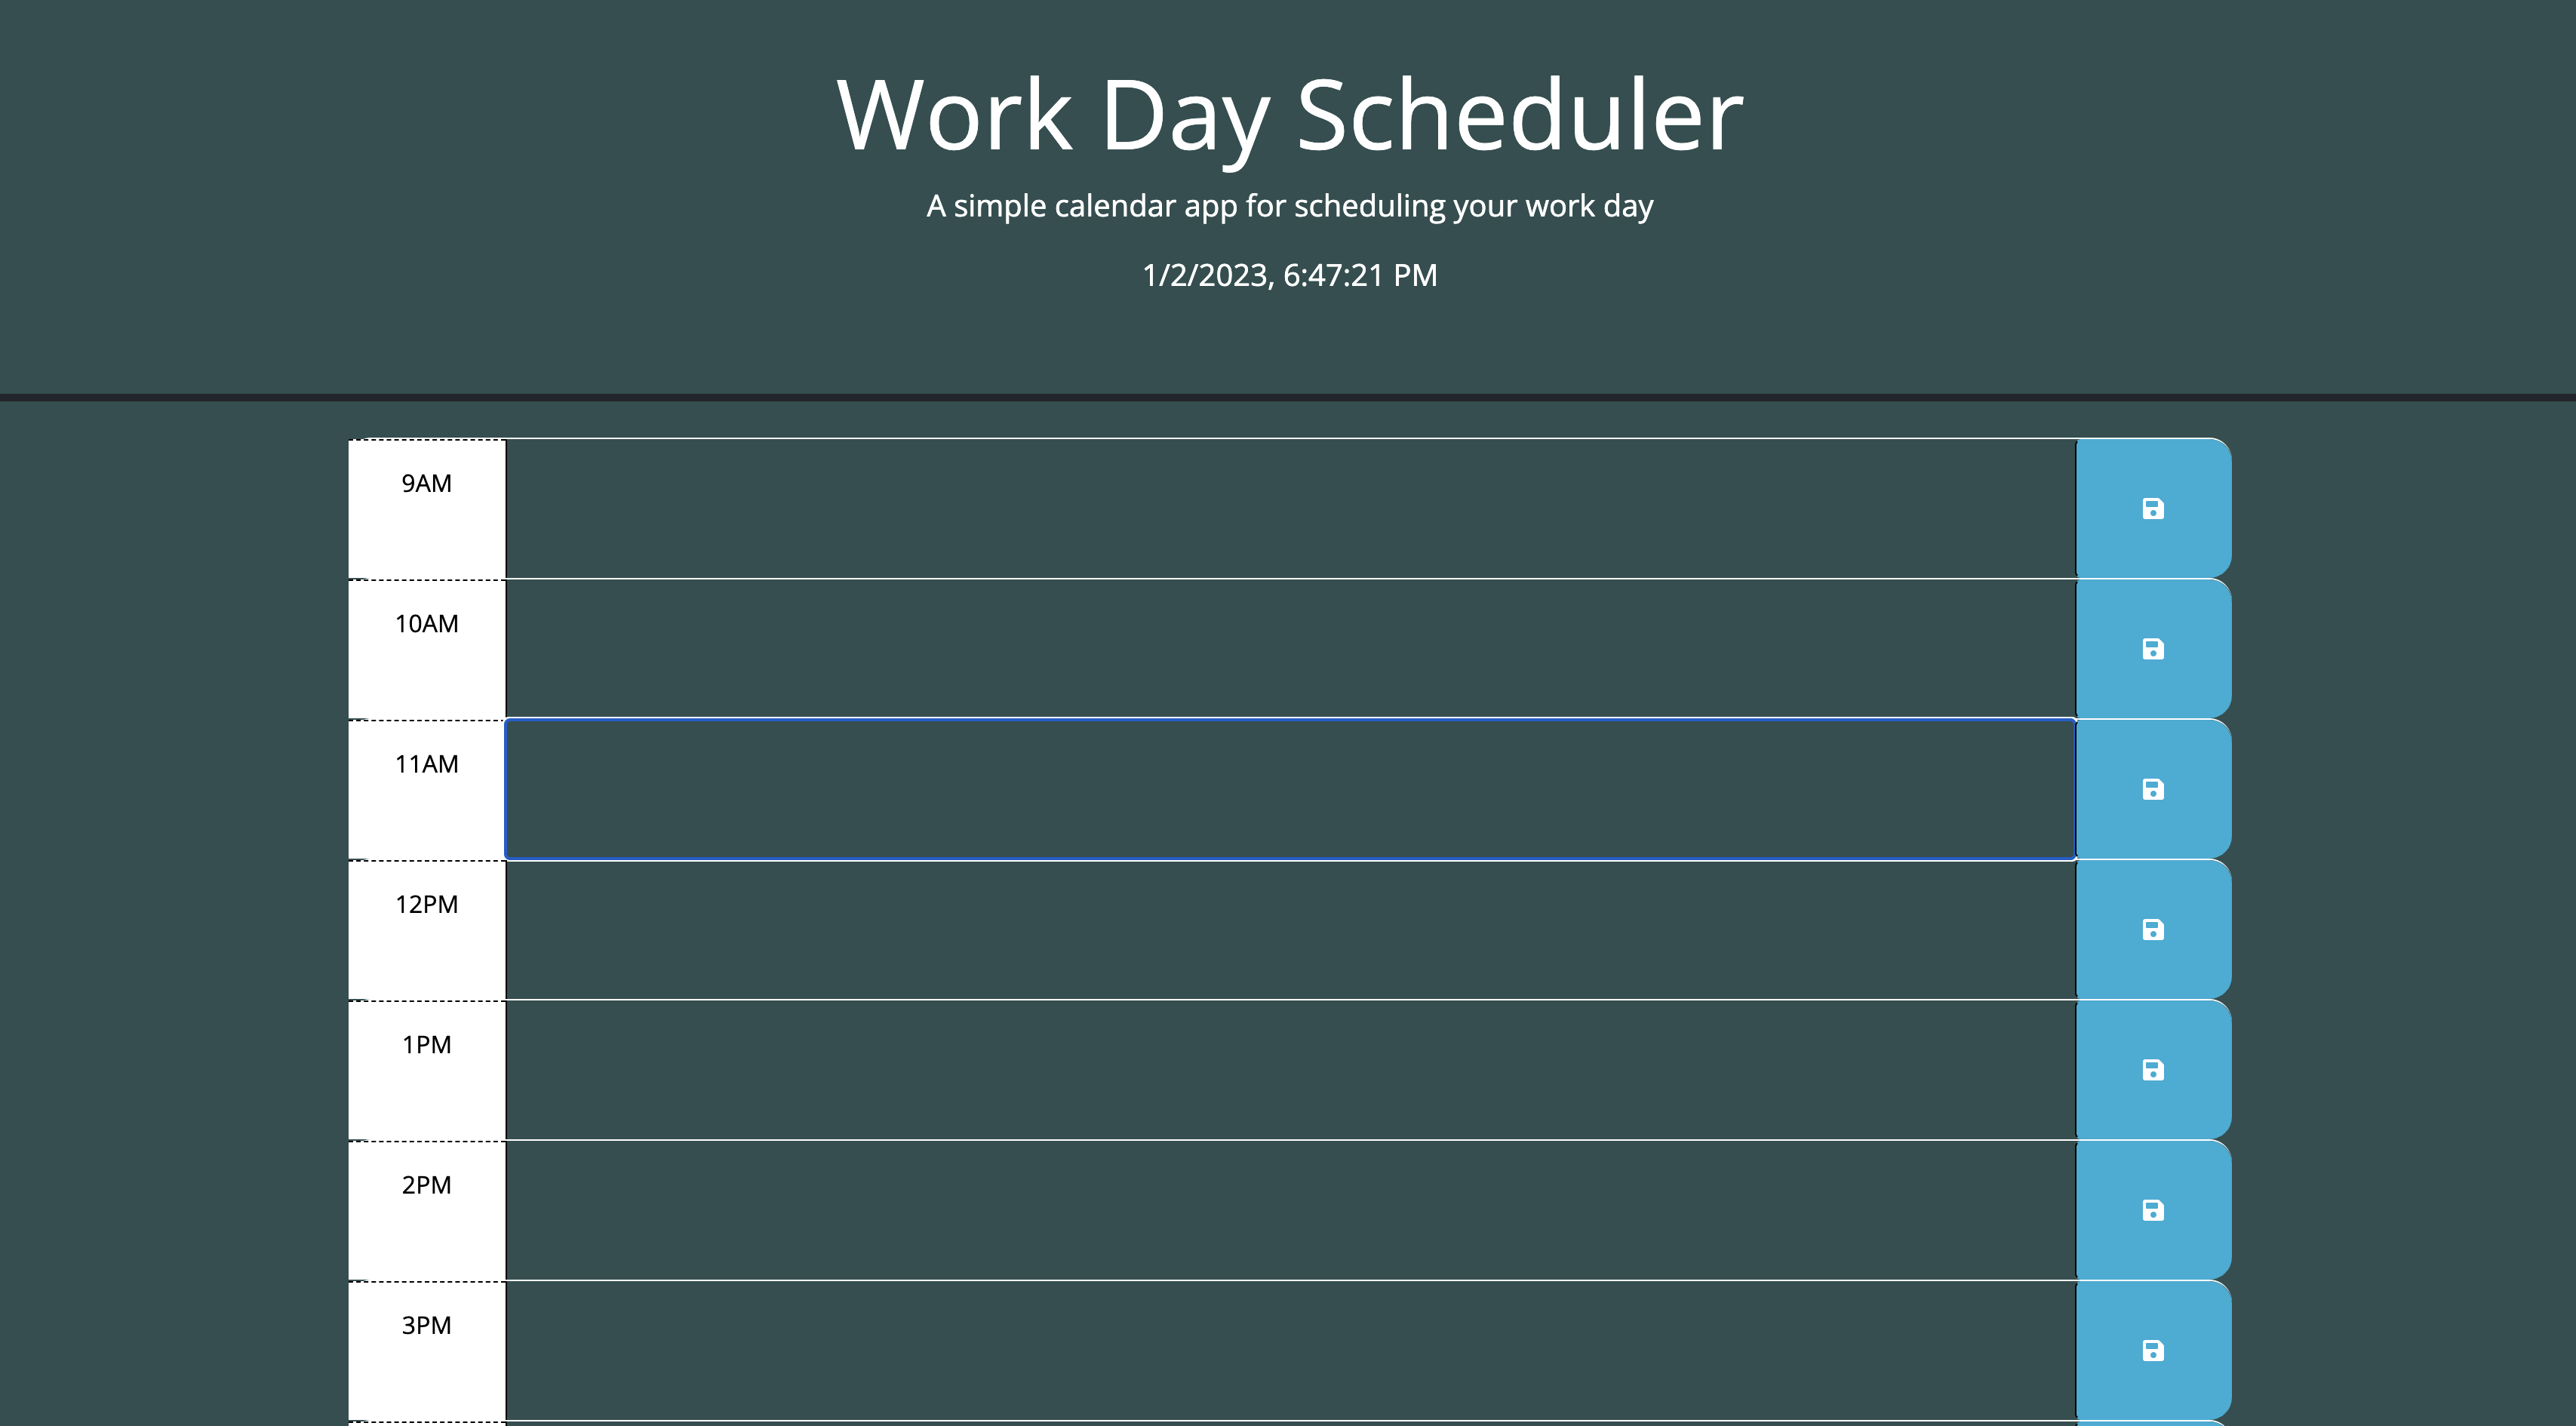 Work Day Scheduler
A simple calendar app for scheduling your work day
1/2/2023, 6:47:21 PM
9AM
10AM
11AM
12PM
1PM
2PM
3PM